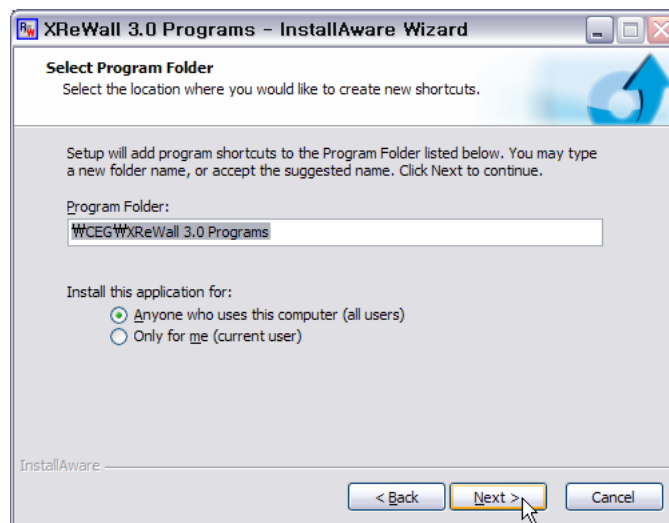 RW XReWall 3.0 Programs - InstallAware Wizard
Select Program Folder
Select the location where you would like to create new shortcuts.
Setup will add program shortcuts to the Program Folder listed below. You may type
a new folder name, or accept the suggested name. Click Next to continue.
Program Folder:
₩CEG₩XReWall 3.0 Programs
Install this application for:
Anyone who uses this computer (all users)
Only for me (current user)
InstallAware
< Back Next > Cancel